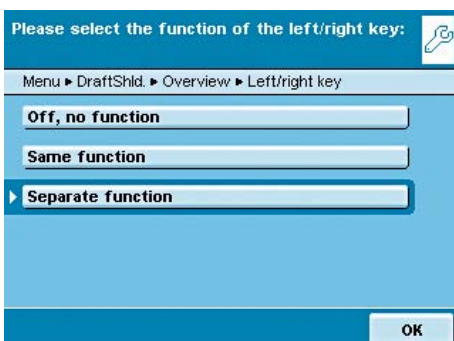 Please select the function of the left/right key:
Menu ▸ DraftShld. ▸ Overview ▸ Left/right key
Off, no function
Same function
Separate function
OK